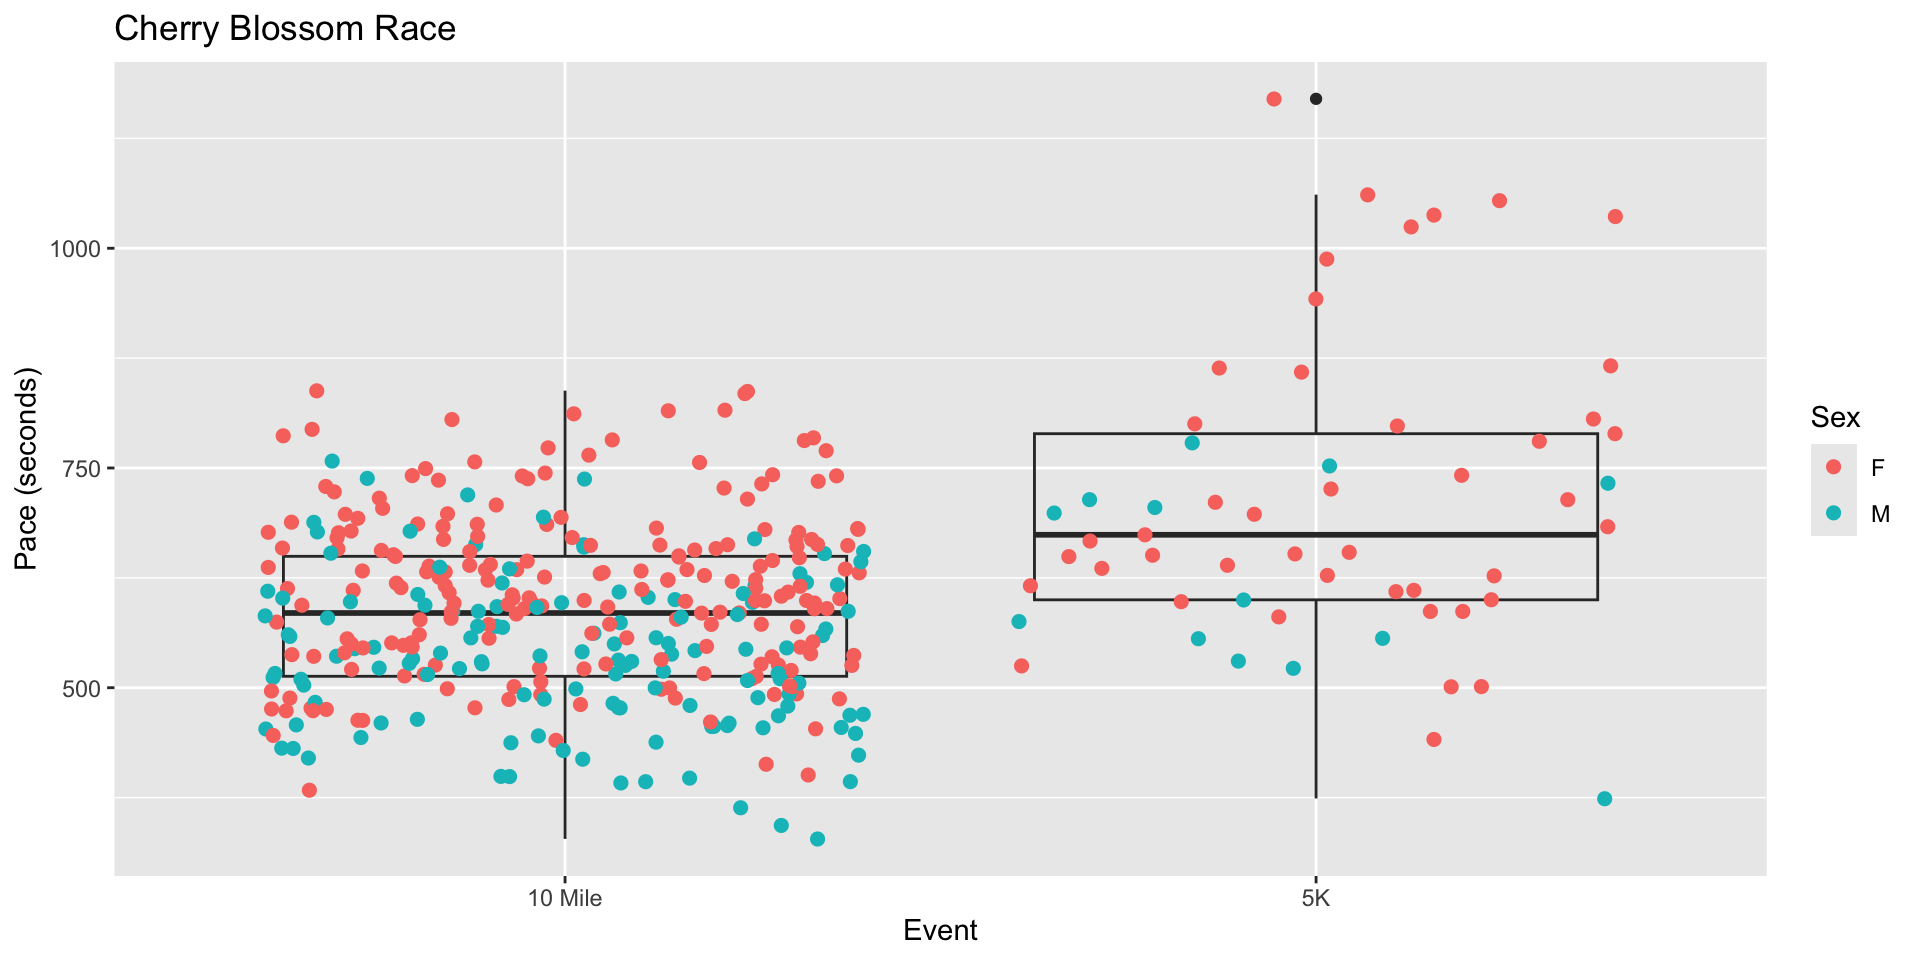 Cherry Blossom Race
Pace (seconds)
1000
750
500
10 Mile
5K
Event
Sex
F
M